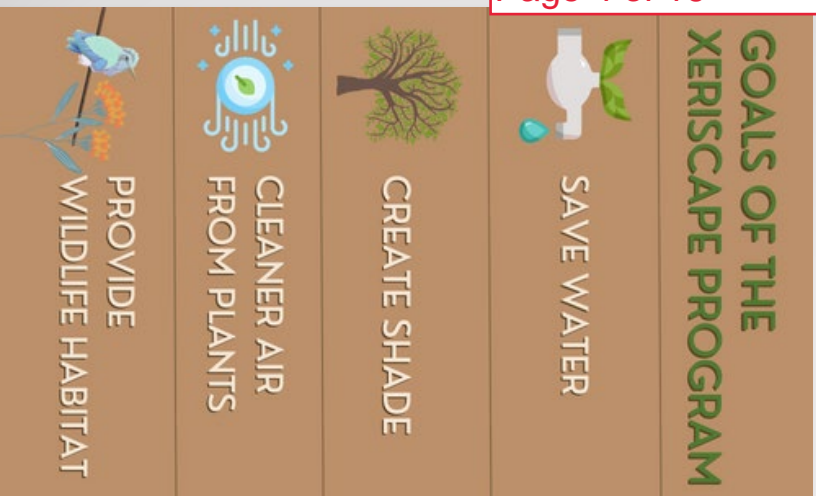 GOALS OF THE
XERISCAPE PROGRAM
SAVE WATER
CREATE SHADE
CLEANER AIR
FROM PLANTS
PROVIDE
WILDLIFE HABITAT